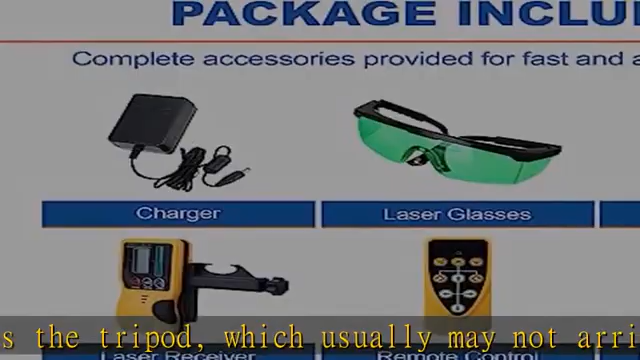 PACKAGE INCLU
Complete accessories provided for fast and a
Charger
Laser Glasses
s the tripod, which usually may not arri
Laser Receiver
Remote Control